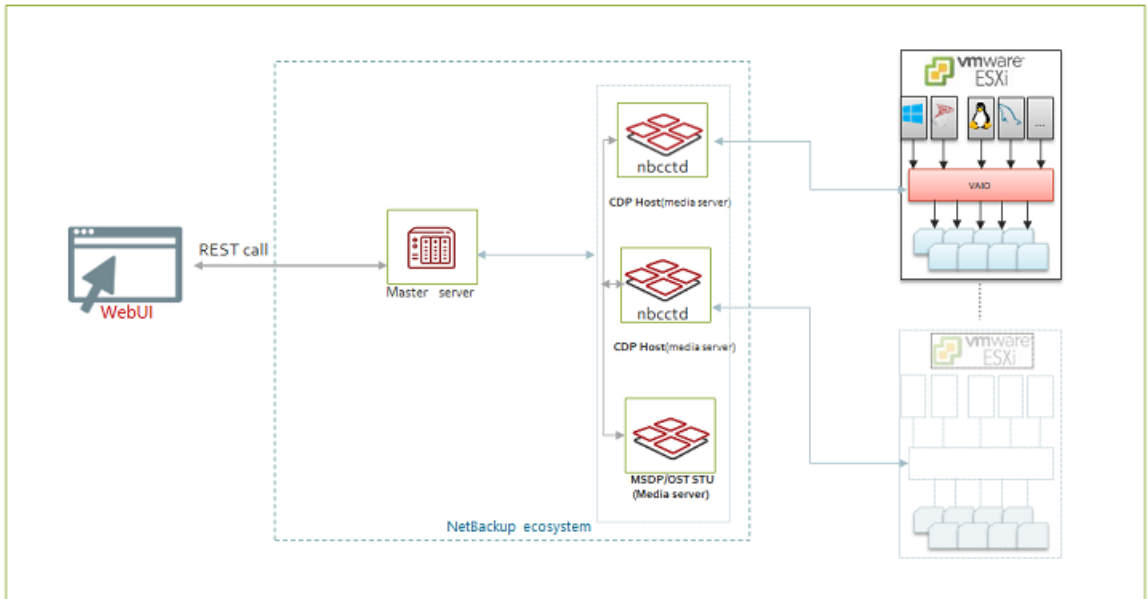 WebUI
REST call
Master server
nbcctd
CDP Host(media server)
nbcctd
CDP Host(media server)
MSDP/OST STU
(Media server)
NetBackup ecosystem
vmware
ESXi
...
VAIO
vmware
ESXi